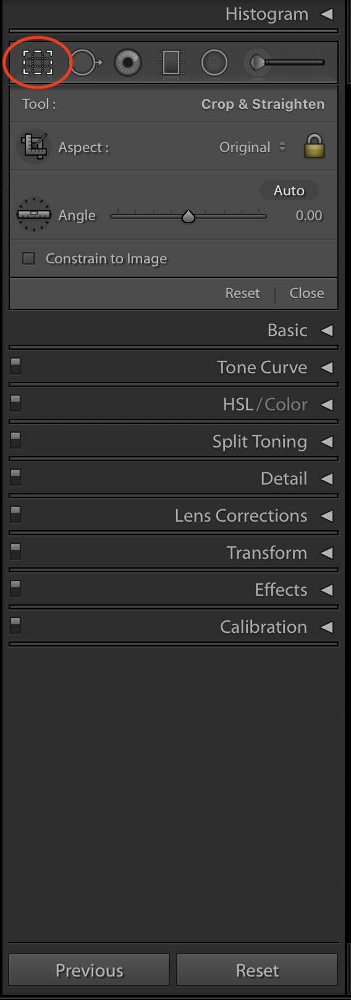 Histogram
Tool : Crop & Straighten
Aspect : Original
Auto
Angle 0.00
Constrain to Image
Reset | Close
Basic
Tone Curve
HSL / Color
Split Toning
Detail
Lens Corrections
Transform
Effects
Calibration
Previous Reset